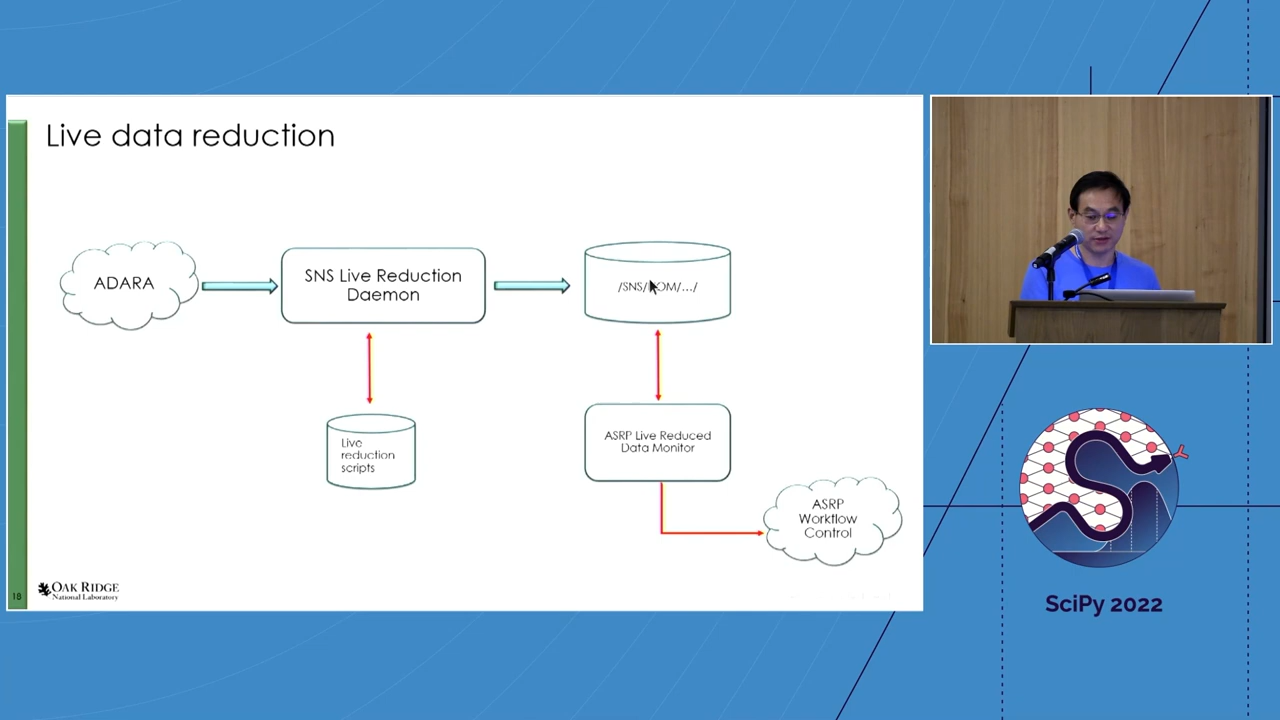 Live data reduction
ADARA
SNS Live Reduction
Daemon
/SNS/
OM/.../
Live
reduction
scripts
ASRP Live Reduced
Data Monitor
ASRP
Workflow
Control
18
OAK RIDGE
National Laboratory
SciPy 2022